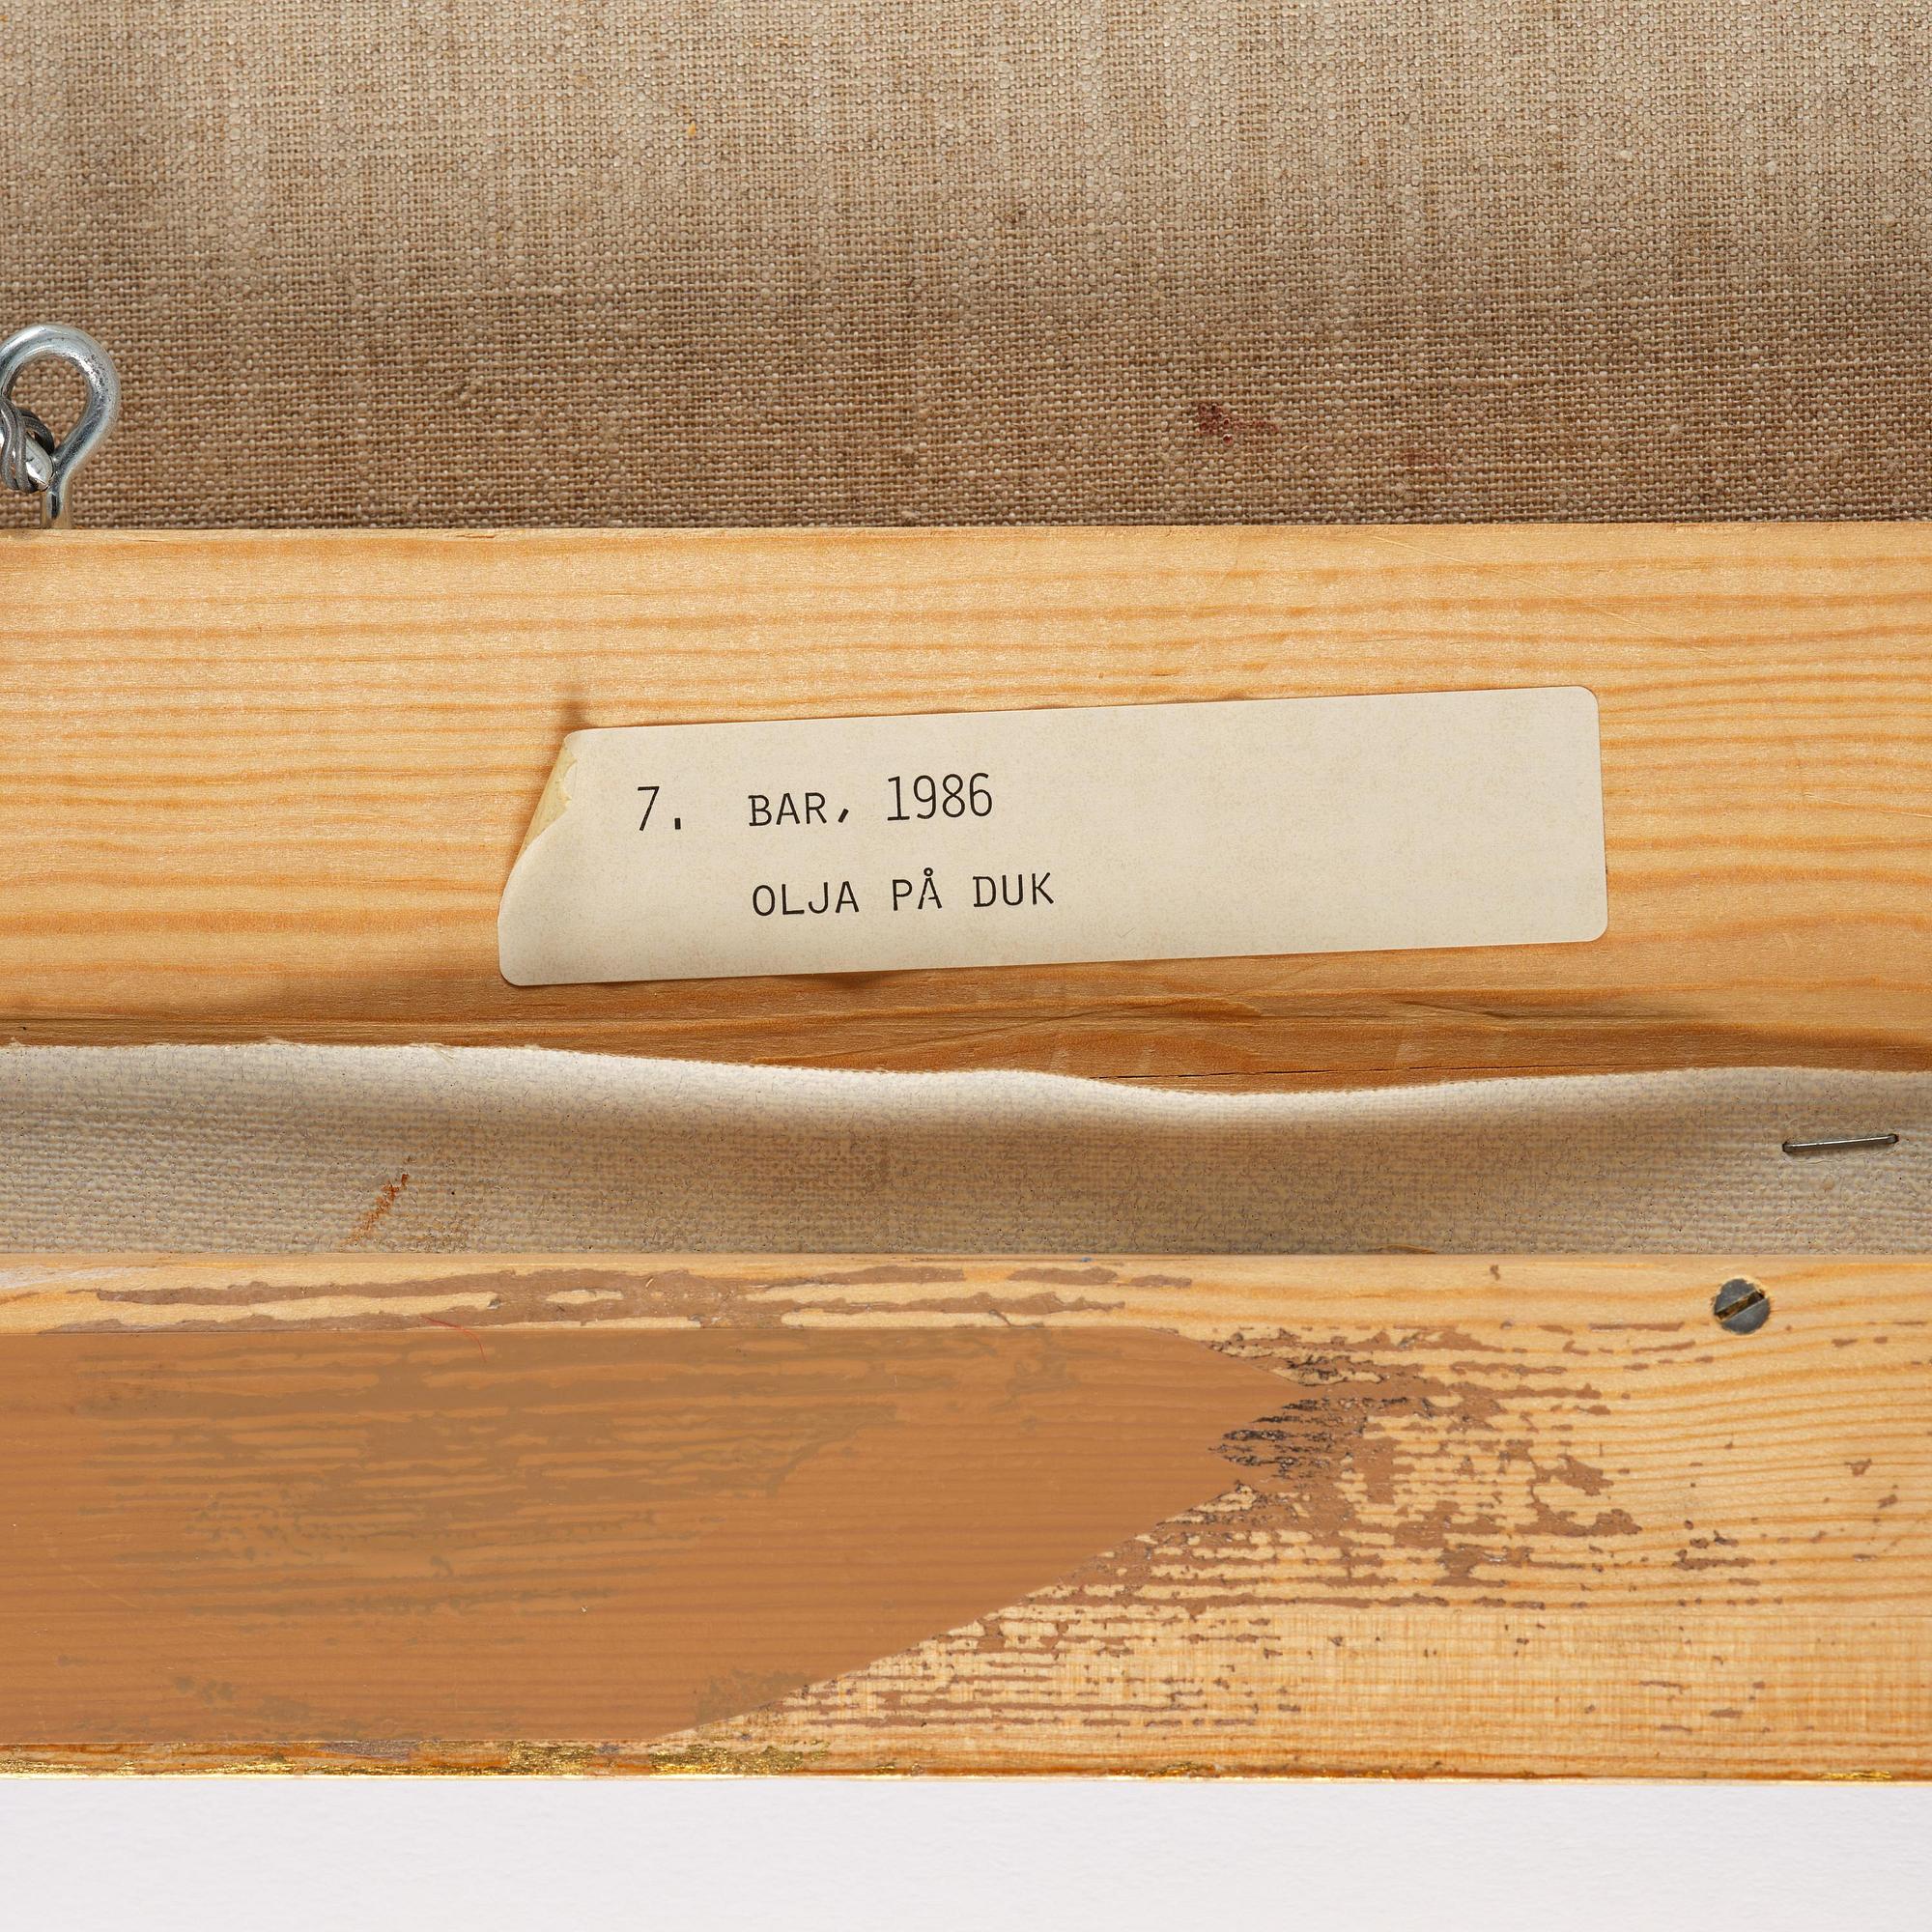 7. BAR, 1986
OLJA PÅ DUK